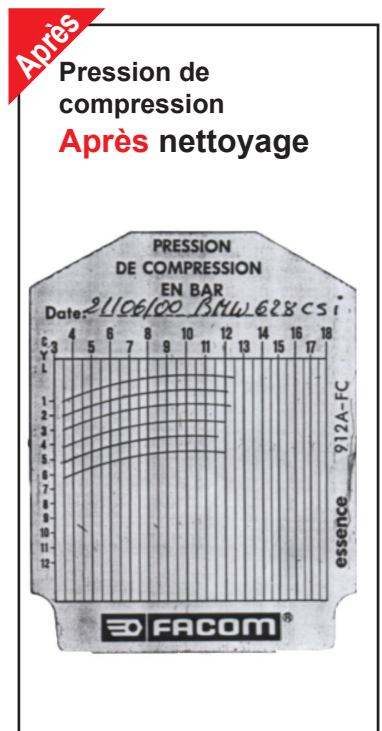 Après
Pression de
compression
Après nettoyage
PRESSION
DE COMPRESSION
EN BAR
Date: 21/06/00 BMW 628 CSi
4 6 8 10 12 14 16 18
3 5 7 9 11 13 15 17
C
Y
L
1
2
3
4
5
6
7
8
9
10
11
12
essence 912A-FC
FACOM®